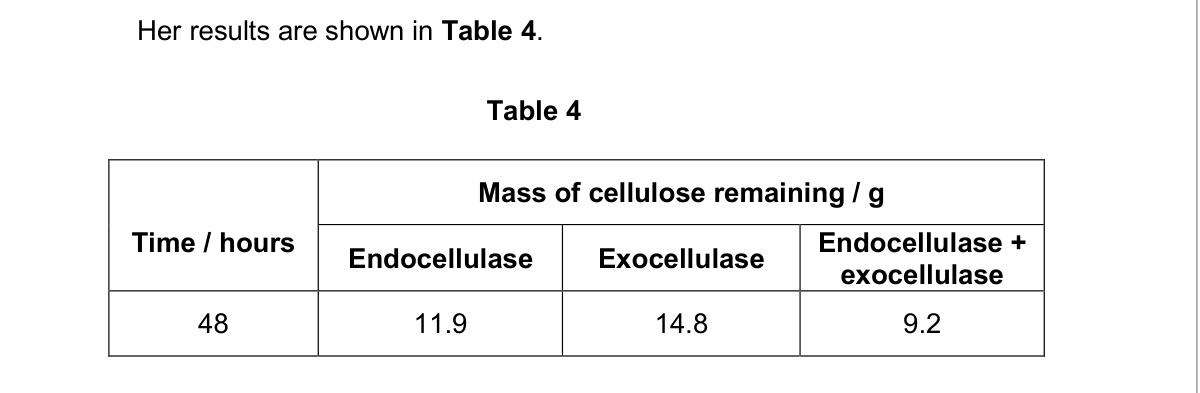 Her results are shown in Table 4.
Table 4
Mass of cellulose remaining / g
Time / hours
Endocellulase
Exocellulase
Endocellulase +
exocellulase
48
11.9
14.8
9.2